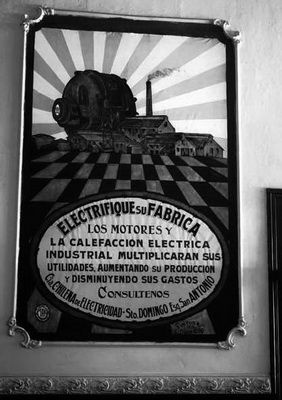 ELECTRIFIQUE SU FABRICA
LOS MOTORES Y
LA CALEFACCIÓN ELECTRICA
INDUSTRIAL MULTIPLICARAN SUS
UTILIDADES, AUMENTANDO SU PRODUCCION
Y DISMINUYENDO SUS GASTOS
CONSULTENOS
CIA. CHILENA DE ELECTRICIDAD - STO. DOMINGO ESQ. SAN ANTONIO